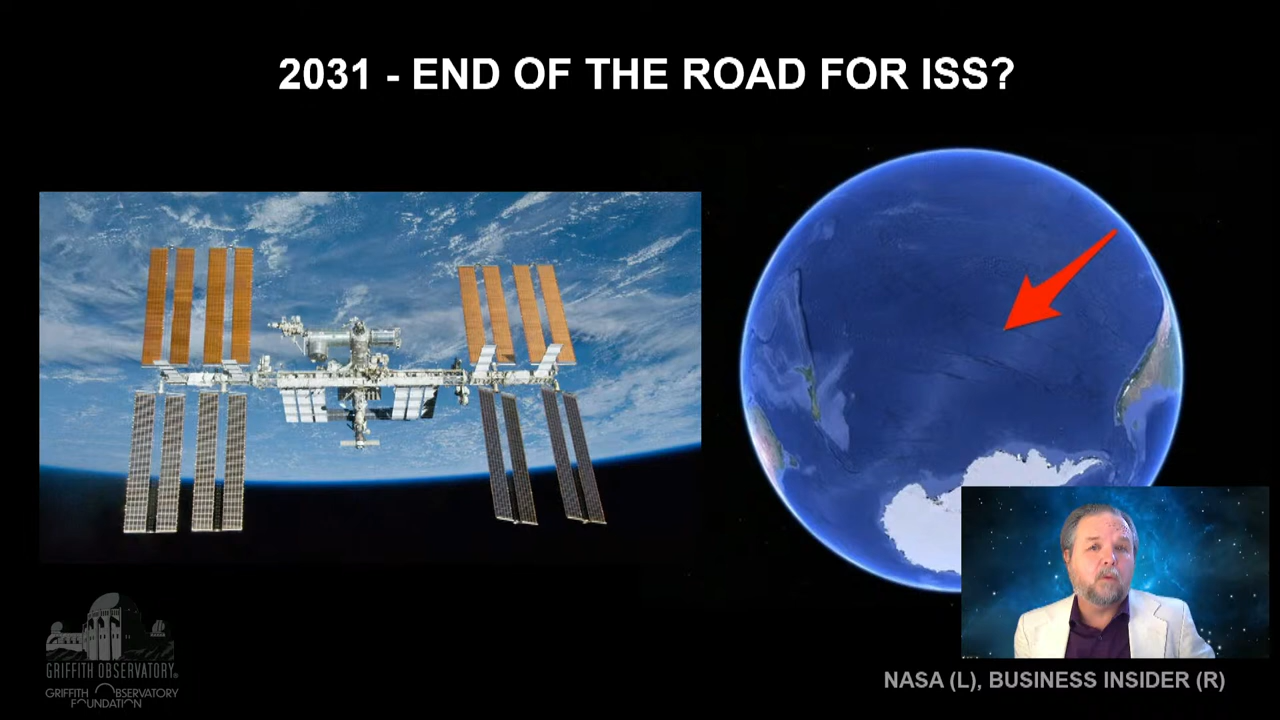 2031 - END OF THE ROAD FOR ISS?
GRIFFITH OBSERVATORY®
GRIFFITH OBSERVATORY
FOUNDATION
NASA (L), BUSINESS INSIDER (R)